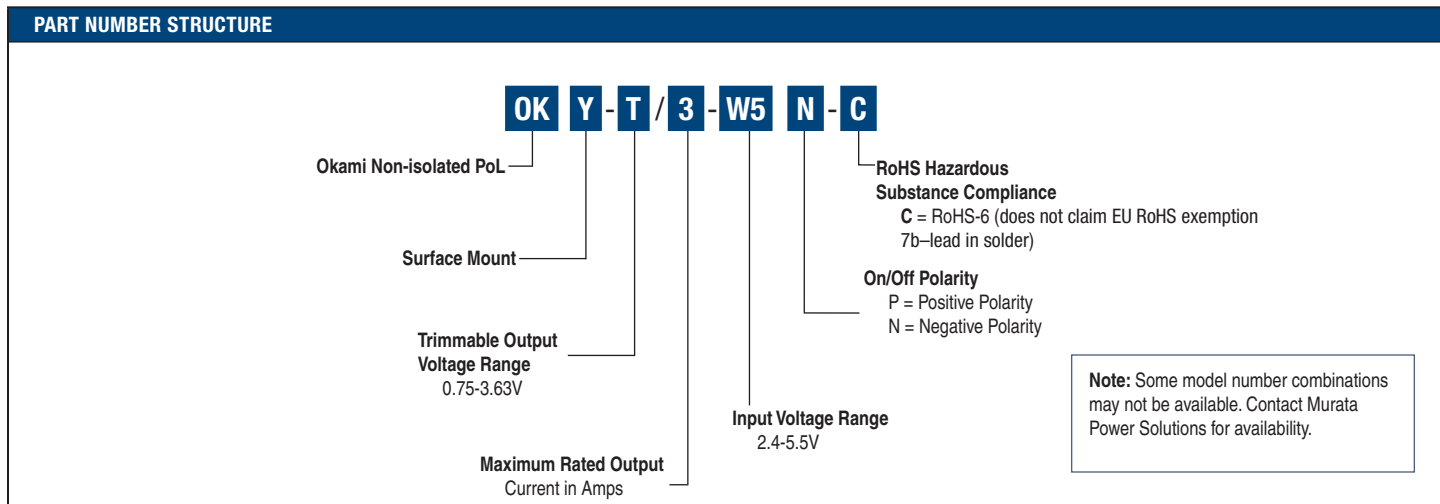 PART NUMBER STRUCTURE
OK Y - T / 3 - W5 N - C
Okami Non-isolated PoL
RoHS Hazardous
Substance Compliance
C = RoHS-6 (does not claim EU RoHS exemption
7b–lead in solder)
Surface Mount
On/Off Polarity
P = Positive Polarity
N = Negative Polarity
Trimmable Output
Voltage Range
0.75-3.63V
Note: Some model number combinations
may not be available. Contact Murata
Power Solutions for availability.
Input Voltage Range
2.4-5.5V
Maximum Rated Output
Current in Amps